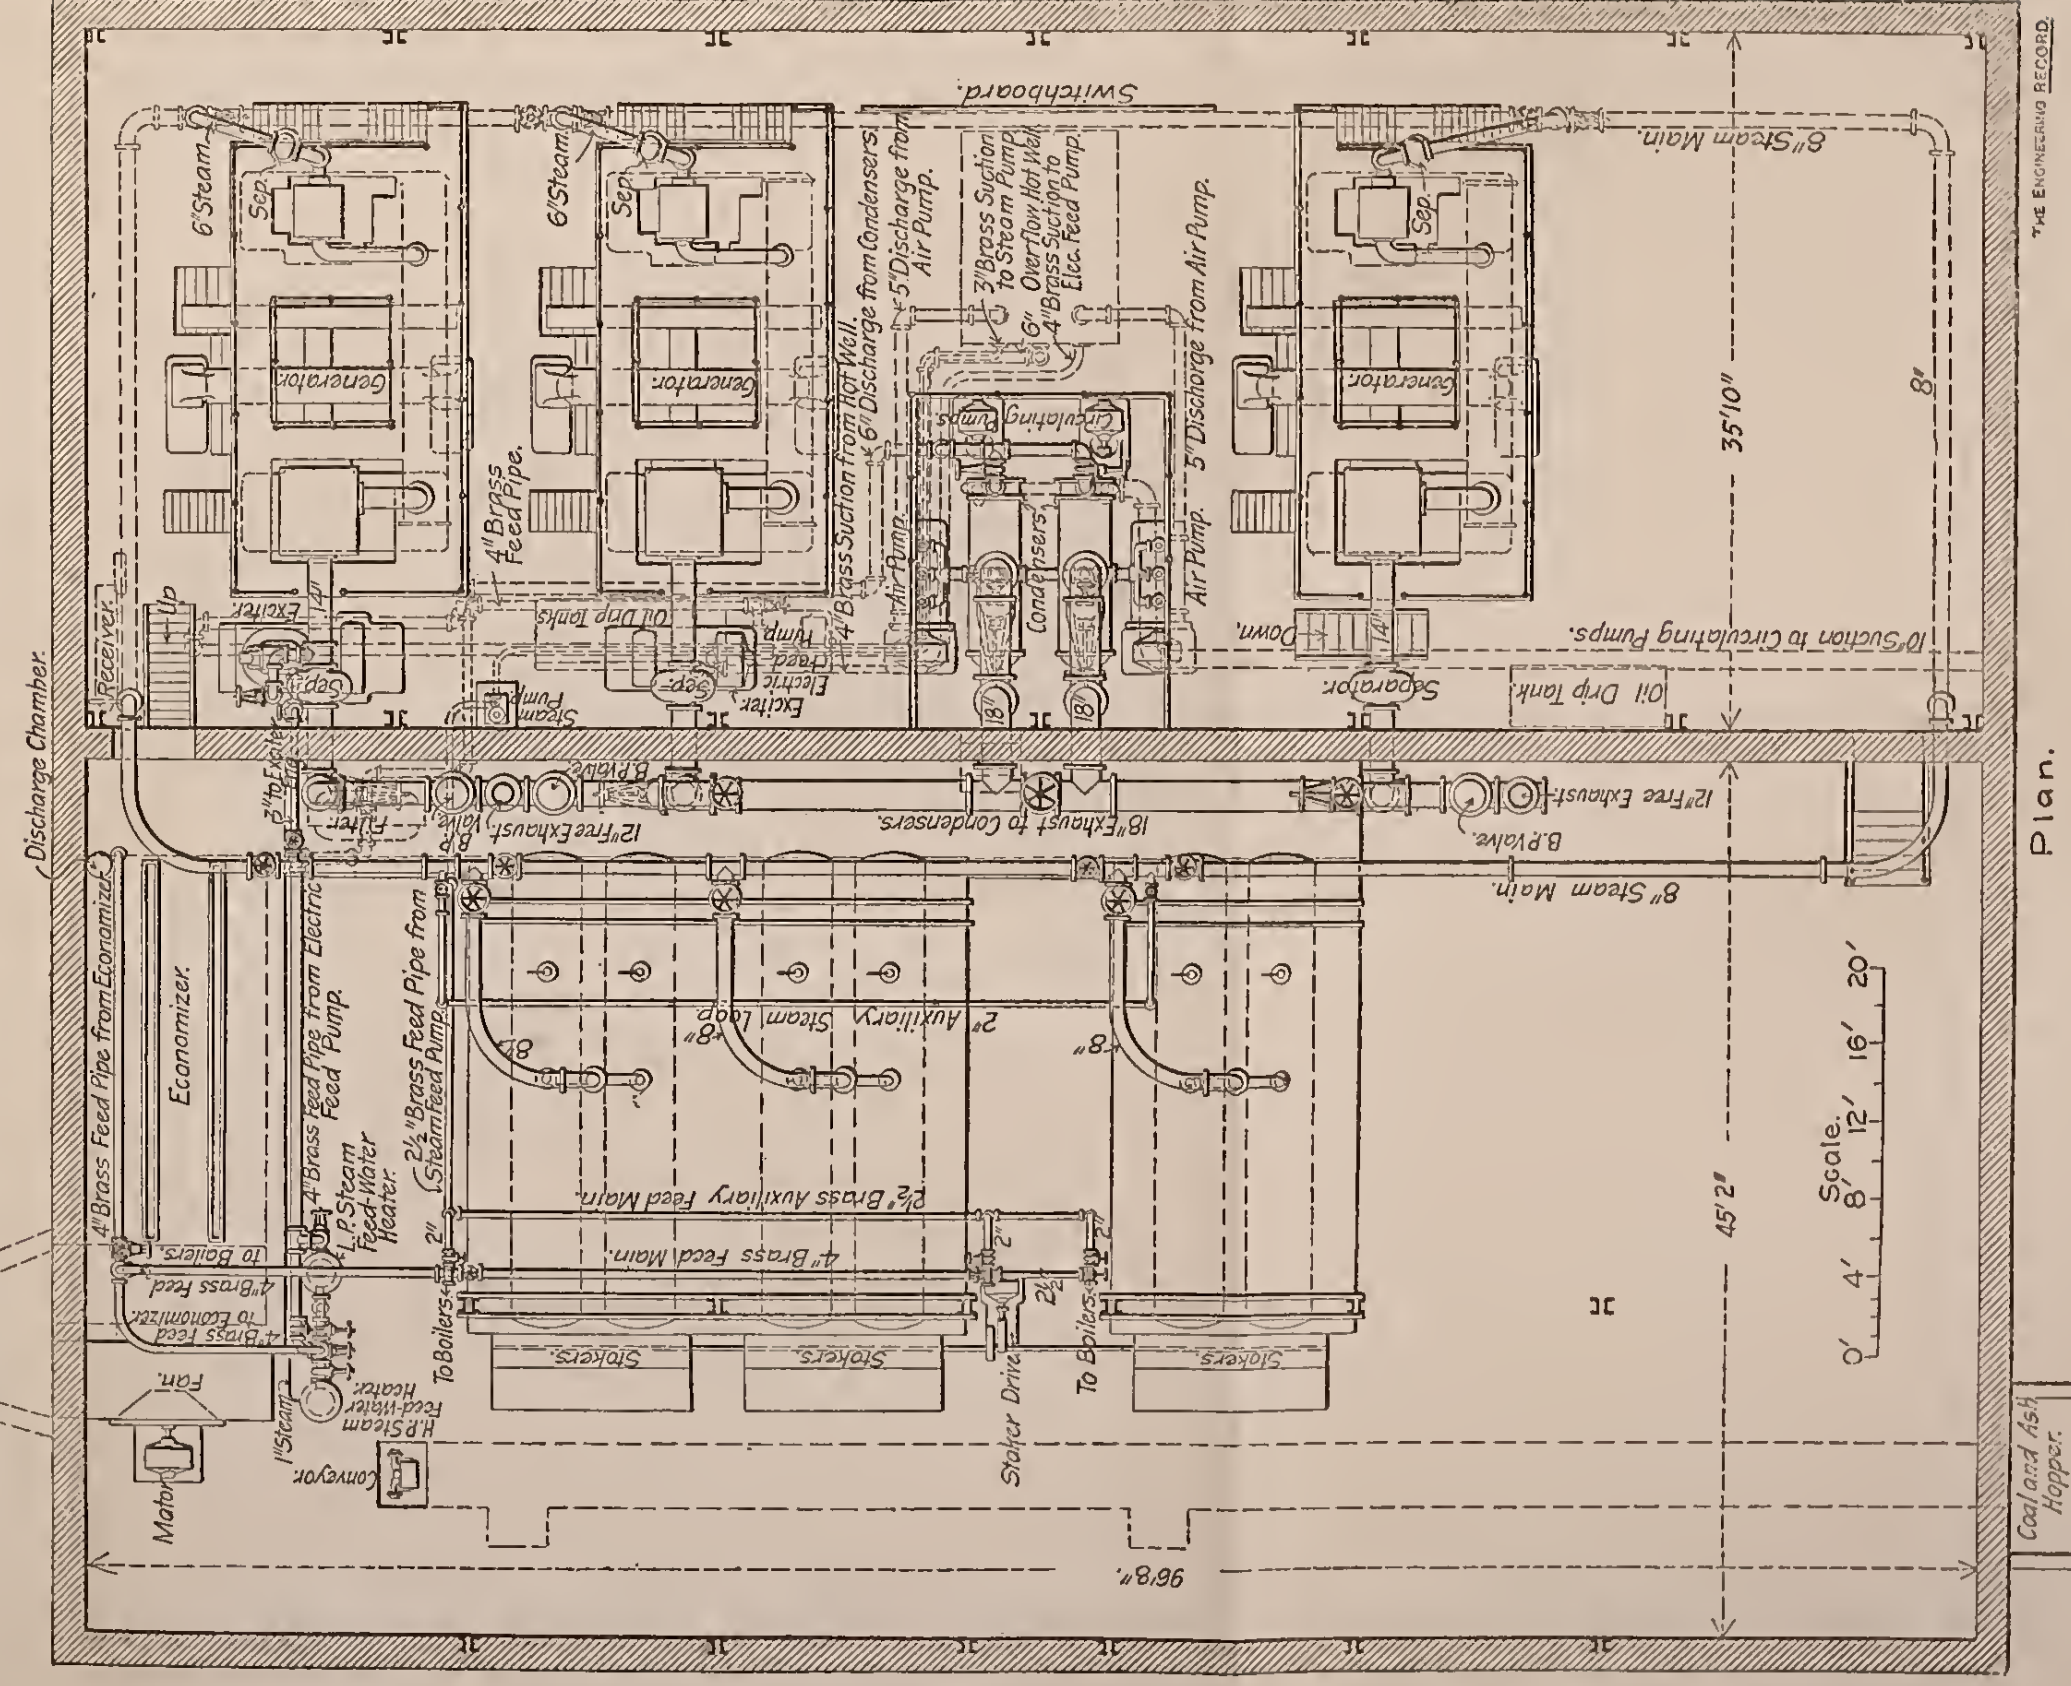 Discharge Chamber.
THE ENGINEERING RECORD.
Switchboard.
6"Steam
Sep.
6"Steam
Sep.
Sep.
8"Steam Main.
8"
35'10"
Generator.
Generator.
Generator.
4"Brass
Feed Pipe.
4"Brass Suction from Hot Well.
6"Discharge from Condensers.
5"Discharge from
Air Pump.
3"Brass Suction
to Steam Pump
6"
Overflow Hot Well
4"Brass Suction to
Elec. Feed Pump.
5"Discharge from Air Pump.
Circulating
Pumps
Condensers.
Air Pump.
Air Pump.
Receiver.
Up
Exciter.
14"
Sep.
Oil Drip Tanks
Steam
Pump
Sep.
Exciter
Electric
Feed
Pump
18"
18"
Down.
14"
Separator.
Oil Drip Tank.
10"Suction to Circulating Pumps.
Filter
B.P.
Valve.
12"Free Exhaust.
B.P.Valve.
18"Exhaust to Condensers.
B.P.Valve.
12"Free Exhaust.
8"Steam Main.
4"Brass Feed Pipe from Economizer
Economizer.
4"Brass Feed Pipe from Electric
Feed Pump.
L.P.Steam
Feed-Water
Heater.
2½"Brass Feed Pipe from
Steam Feed Pump.
2" Auxiliary Steam Loop.
8"
8"
8"
2½" Brass Auxiliary Feed Main.
4" Brass Feed Main.
2"
2"
2"
2½"
4"Brass Feed
to Boilers.
4"Brass Feed
to Economizer.
To Boilers.
To Boilers.
Stokers.
Stokers.
Stokers.
Stoker Drive
Fan.
Motor
1"Steam
H.P.Steam
Feed-Water
Heater.
Conveyor.
96'8".
45'2"
Scale.
0' 4' 8' 12' 16' 20'
Coal and Ash
Hopper.
Plan.